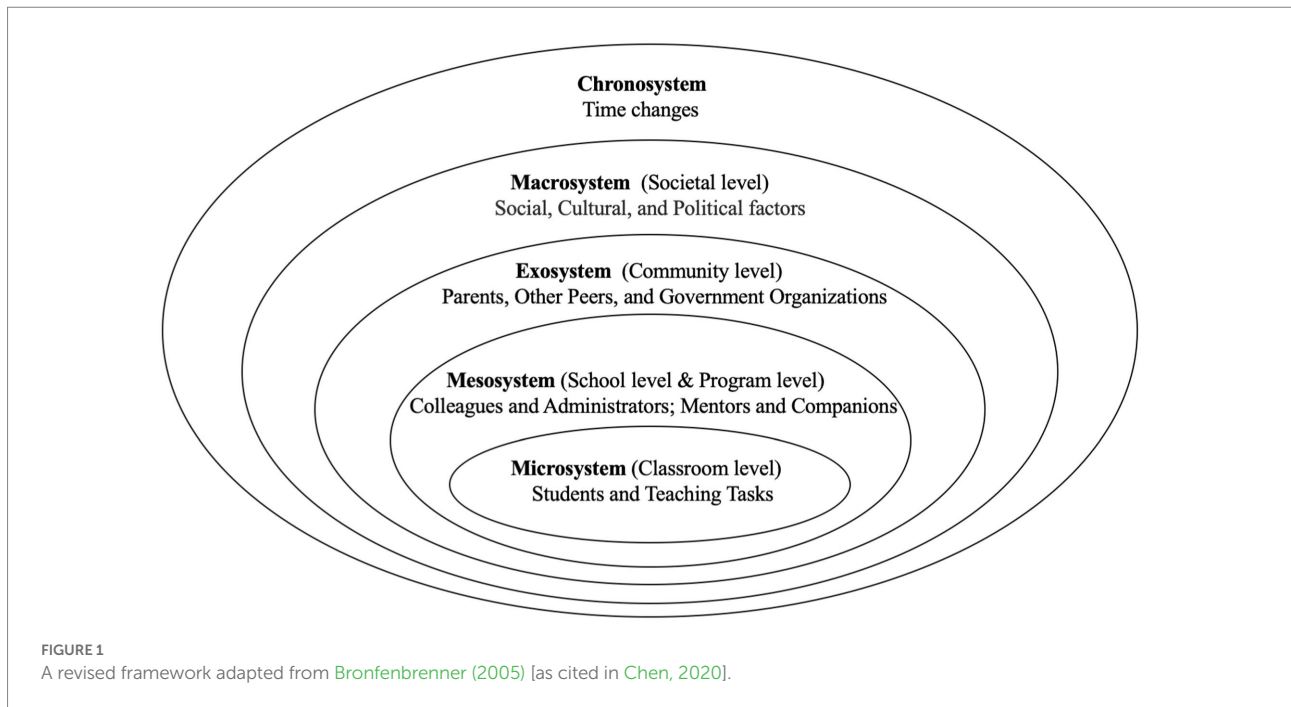 Chronosystem
Time changes
Macrosystem (Societal level)
Social, Cultural, and Political factors
Exosystem (Community level)
Parents, Other Peers, and Government Organizations
Mesosystem (School level & Program level)
Colleagues and Administrators; Mentors and Companions
Microsystem (Classroom level)
Students and Teaching Tasks
FIGURE 1
A revised framework adapted from Bronfenbrenner (2005) [as cited in Chen, 2020].